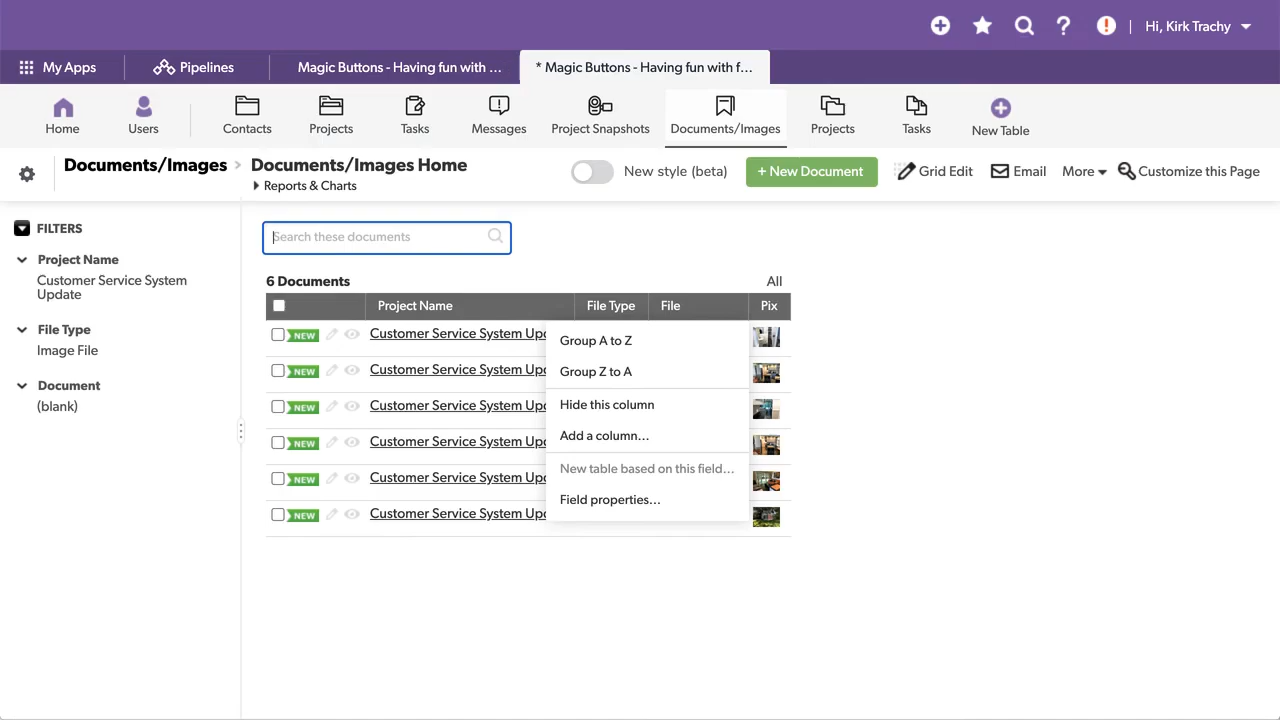 Hi, Kirk Trachy
My Apps
Pipelines
Magic Buttons - Having fun with ...
* Magic Buttons - Having fun with f...
Home
Users
Contacts
Projects
Tasks
Messages
Project Snapshots
Documents/Images
Projects
Tasks
New Table
Documents/Images > Documents/Images Home
Reports & Charts
New style (beta)
+ New Document
Grid Edit
Email
More
Customize this Page
FILTERS
Project Name
Customer Service System
Update
File Type
Image File
Document
(blank)
Search these documents
6 Documents
All
Project Name File Type File Pix
NEW Customer Service System Upd
NEW Customer Service System Upd
NEW Customer Service System Upd
NEW Customer Service System Upd
NEW Customer Service System Upd
NEW Customer Service System Upd
Group A to Z
Group Z to A
Hide this column
Add a column...
New table based on this field...
Field properties...